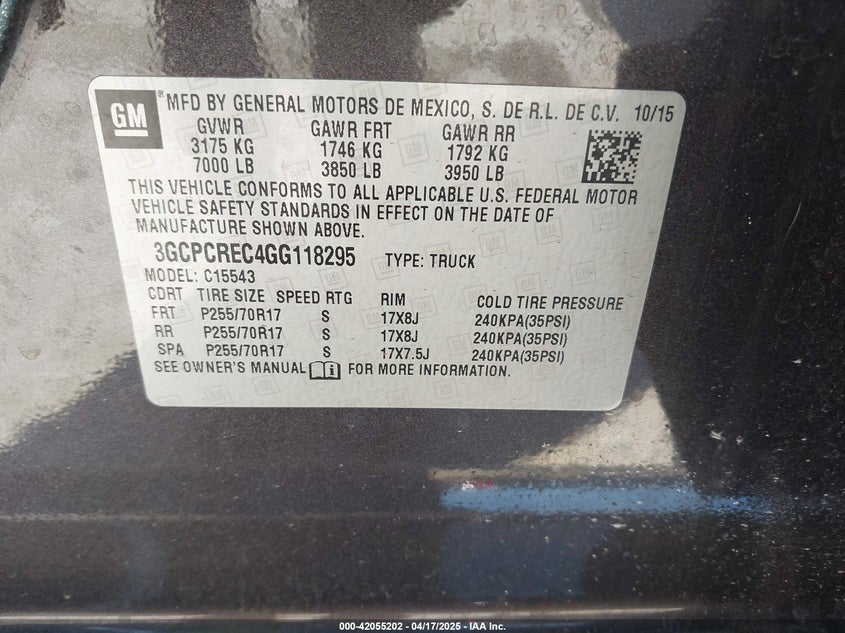 GM ® MFD BY GENERAL MOTORS DE MEXICO, S. DE R.L. DE C.V. 10/15
GVWR GAWR FRT GAWR RR
3175 KG 1746 KG 1792 KG
7000 LB 3850 LB 3950 LB
THIS VEHICLE CONFORMS TO ALL APPLICABLE U.S. FEDERAL MOTOR
VEHICLE SAFETY STANDARDS IN EFFECT ON THE DATE OF
MANUFACTURE SHOWN ABOVE.
3GCPCREC4GG118295 TYPE: TRUCK
MODEL: C15543
CDRT TIRE SIZE SPEED RTG RIM COLD TIRE PRESSURE
FRT P255/70R17 S 17X8J 240KPA(35PSI)
RR P255/70R17 S 17X8J 240KPA(35PSI)
SPA P255/70R17 S 17X7.5J 240KPA(35PSI)
SEE OWNER'S MANUAL i FOR MORE INFORMATION.
000-42055202 - 04/17/2025 - IAA Inc.